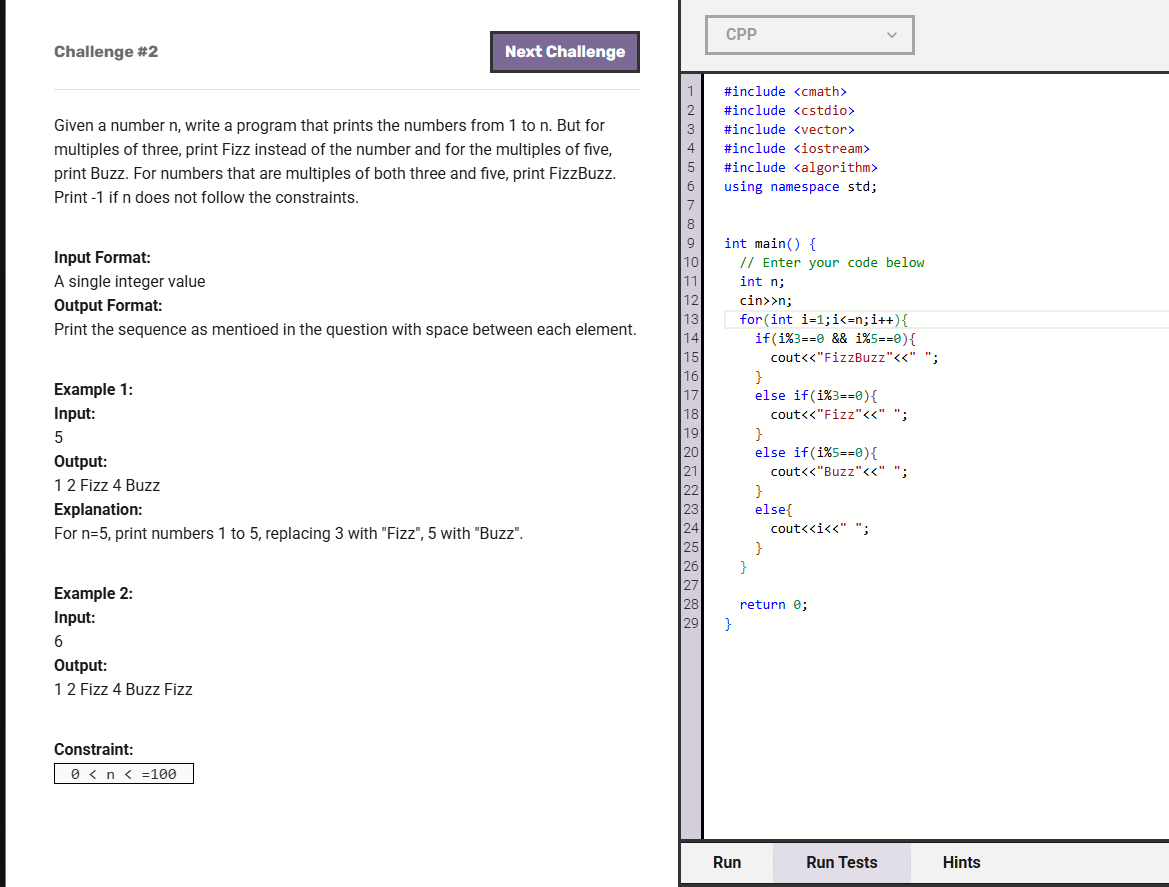 Challenge #2
Next Challenge
Given a number n, write a program that prints the numbers from 1 to n. But for
multiples of three, print Fizz instead of the number and for the multiples of five,
print Buzz. For numbers that are multiples of both three and five, print FizzBuzz.
Print -1 if n does not follow the constraints.
Input Format:
A single integer value
Output Format:
Print the sequence as mentioed in the question with space between each element.
Example 1:
Input:
5
Output:
1 2 Fizz 4 Buzz
Explanation:
For n=5, print numbers 1 to 5, replacing 3 with "Fizz", 5 with "Buzz".
Example 2:
Input:
6
Output:
1 2 Fizz 4 Buzz Fizz
Constraint:
0 < n < =100
CPP
1 #include <cmath>
2 #include <cstdio>
3 #include <vector>
4 #include <iostream>
5 #include <algorithm>
6 using namespace std;
7
8
9 int main() {
10 // Enter your code below
11 int n;
12 cin>>n;
13 for(int i=1;i<=n;i++){
14 if(i%3==0 && i%5==0){
15 cout<<"FizzBuzz"<<" ";
16 }
17 else if(i%3==0){
18 cout<<"Fizz"<<" ";
19 }
20 else if(i%5==0){
21 cout<<"Buzz"<<" ";
22 }
23 else{
24 cout<<i<<" ";
25 }
26 }
27
28 return 0;
29 }
Run
Run Tests
Hints